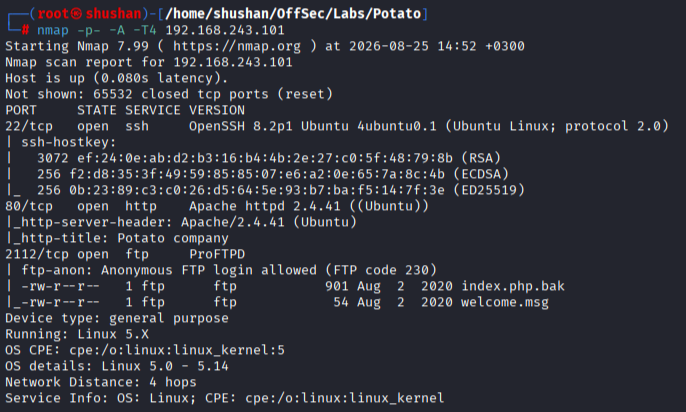 ┌──(root㉿shushan)-[/home/shushan/OffSec/Labs/Potato]
└─# nmap -p- -A -T4 192.168.243.101
Starting Nmap 7.99 ( https://nmap.org ) at 2026-08-25 14:52 +0300
Nmap scan report for 192.168.243.101
Host is up (0.080s latency).
Not shown: 65532 closed tcp ports (reset)
PORT     STATE SERVICE VERSION
22/tcp   open  ssh     OpenSSH 8.2p1 Ubuntu 4ubuntu0.1 (Ubuntu Linux; protocol 2.0)
| ssh-hostkey:
|   3072 ef:24:0e:ab:d2:b3:16:b4:4b:2e:27:c0:5f:48:79:8b (RSA)
|   256 f2:d8:35:3f:49:59:85:85:07:e6:a2:0e:65:7a:8c:4b (ECDSA)
|_  256 0b:23:89:c3:c0:26:d5:64:5e:93:b7:ba:f5:14:7f:3e (ED25519)
80/tcp   open  http    Apache httpd 2.4.41 ((Ubuntu))
|_http-server-header: Apache/2.4.41 (Ubuntu)
|_http-title: Potato company
2112/tcp open  ftp     ProFTPD
| ftp-anon: Anonymous FTP login allowed (FTP code 230)
| -rw-r--r--   1 ftp      ftp           901 Aug  2  2020 index.php.bak
|_-rw-r--r--   1 ftp      ftp            54 Aug  2  2020 welcome.msg
Device type: general purpose
Running: Linux 5.X
OS CPE: cpe:/o:linux:linux_kernel:5
OS details: Linux 5.0 - 5.14
Network Distance: 4 hops
Service Info: OS: Linux; CPE: cpe:/o:linux:linux_kernel